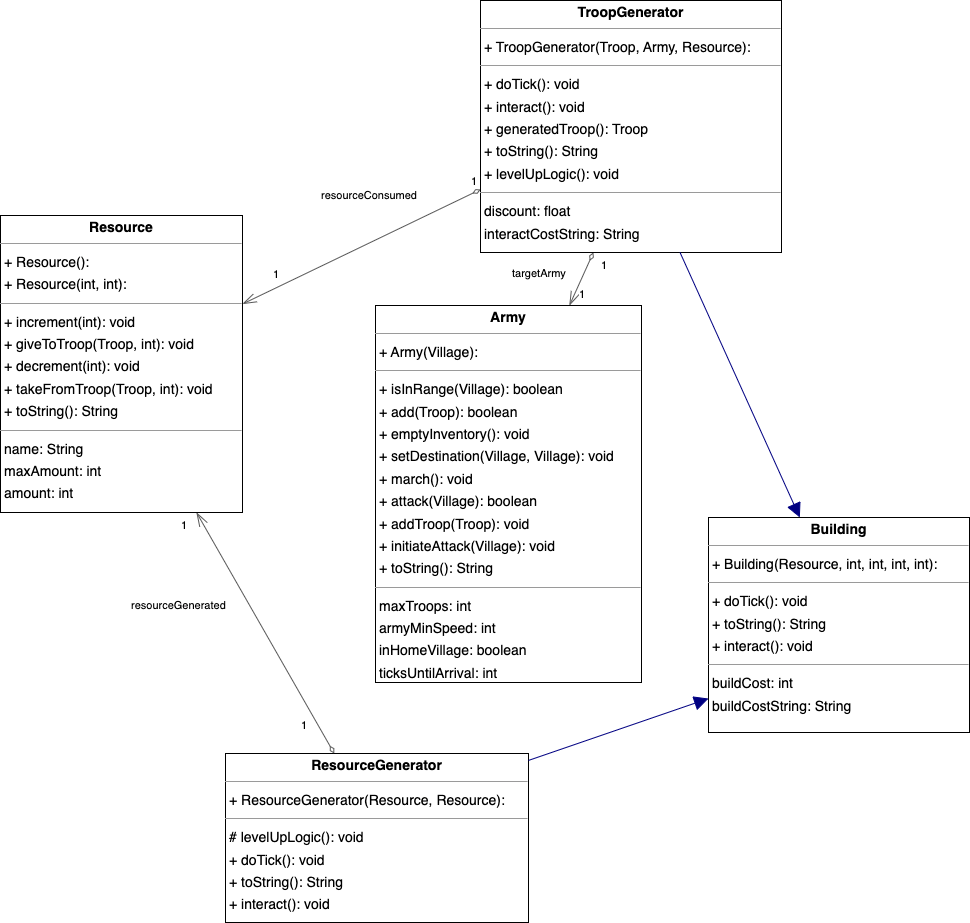 TroopGenerator
+ TroopGenerator(Troop, Army, Resource):
+ doTick(): void
+ interact(): void
+ generatedTroop(): Troop
+ toString(): String
+ levelUpLogic(): void
discount: float
interactCostString: String
1
resourceConsumed
1
1
targetArmy
1
Resource
+ Resource():
+ Resource(int, int):
+ increment(int): void
+ giveToTroop(Troop, int): void
+ decrement(int): void
+ takeFromTroop(Troop, int): void
+ toString(): String
name: String
maxAmount: int
amount: int
Army
+ Army(Village):
+ isInRange(Village): boolean
+ add(Troop): boolean
+ emptyInventory(): void
+ setDestination(Village, Village): void
+ march(): void
+ attack(Village): boolean
+ addTroop(Troop): void
+ initiateAttack(Village): void
+ toString(): String
maxTroops: int
armyMinSpeed: int
inHomeVillage: boolean
ticksUntilArrival: int
Building
+ Building(Resource, int, int, int, int):
+ doTick(): void
+ toString(): String
+ interact(): void
buildCost: int
buildCostString: String
1
resourceGenerated
1
ResourceGenerator
+ ResourceGenerator(Resource, Resource):
# levelUpLogic(): void
+ doTick(): void
+ toString(): String
+ interact(): void